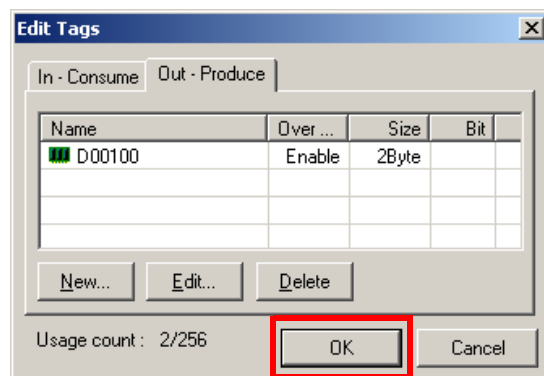 Edit Tags
In - Consume Out - Produce
Name Over ... Size Bit
D00100 Enable 2Byte
New... Edit... Delete
Usage count : 2/256 OK Cancel